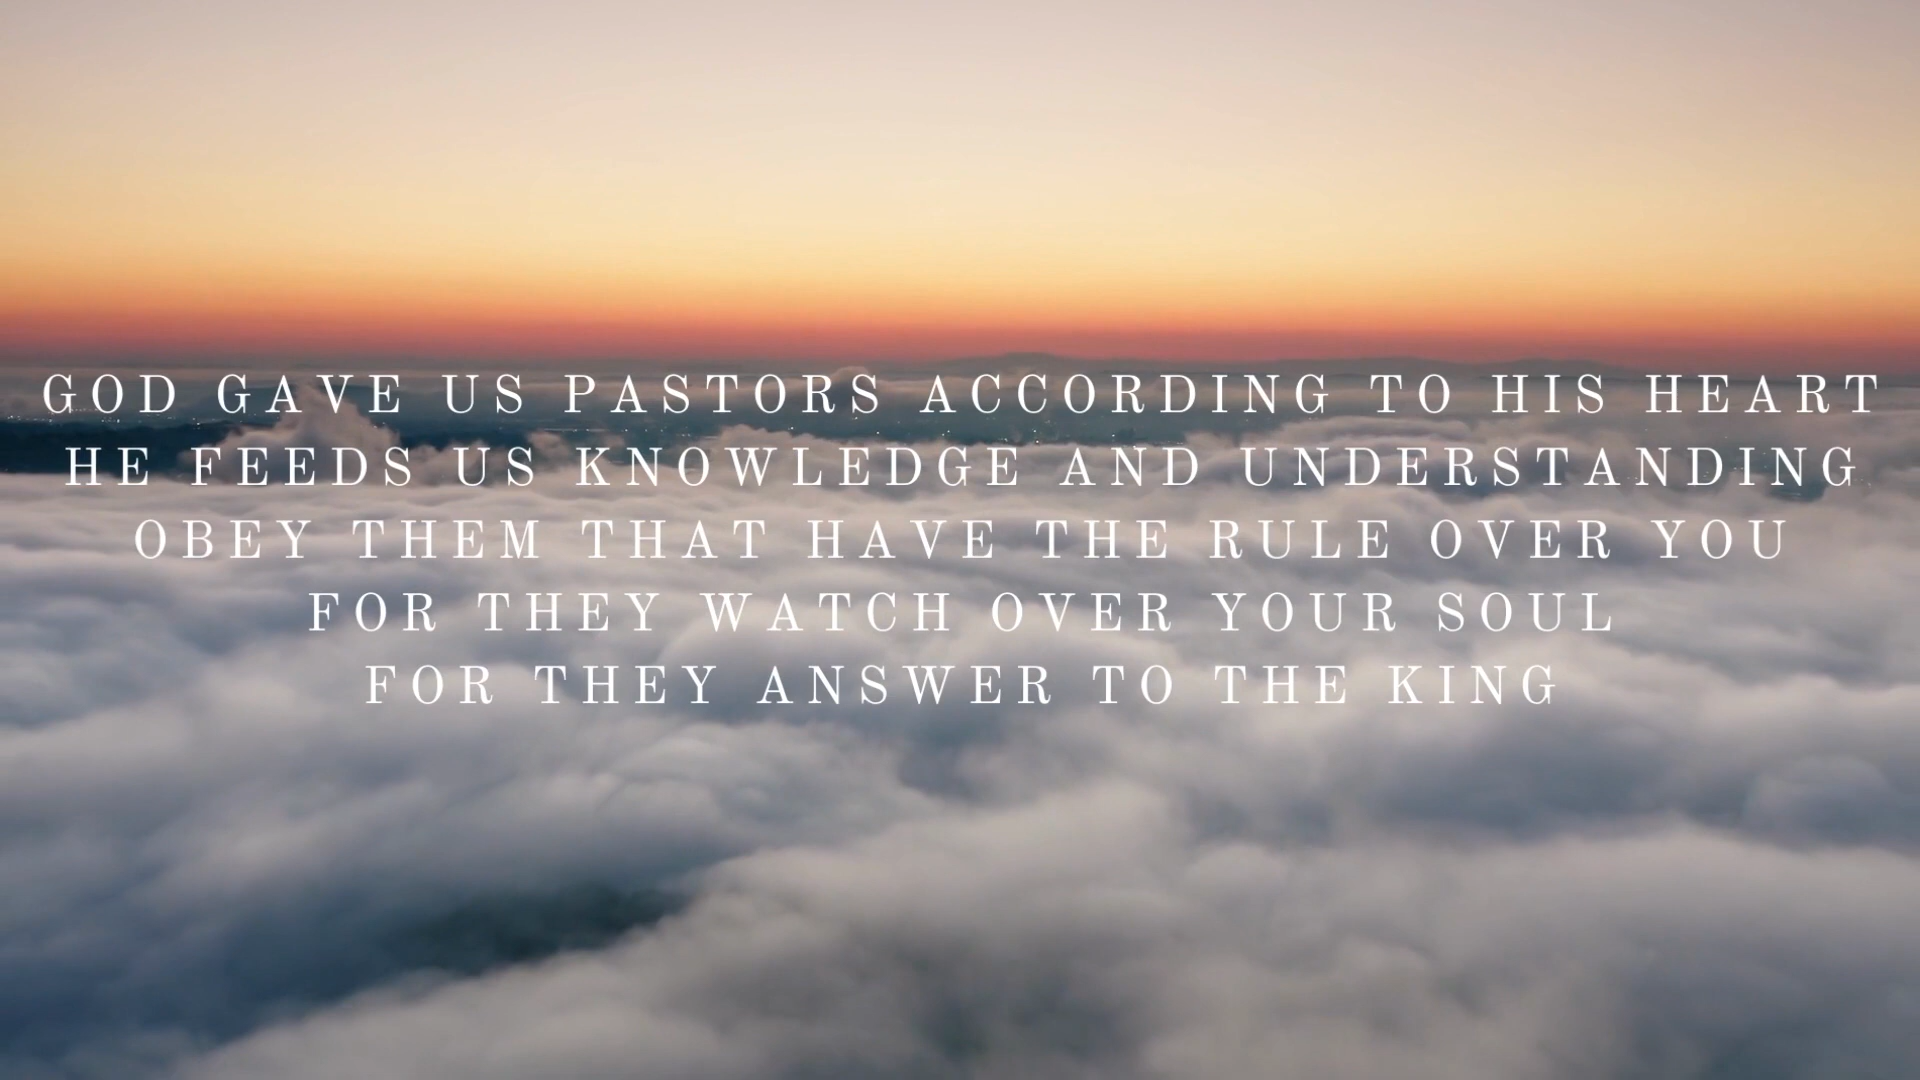 GOD GAVE US PASTORS ACCORDING TO HIS HEART
HE FEEDS US KNOWLEDGE AND UNDERSTANDING
OBEY THEM THAT HAVE THE RULE OVER YOU
FOR THEY WATCH OVER YOUR SOUL
FOR THEY ANSWER TO THE KING